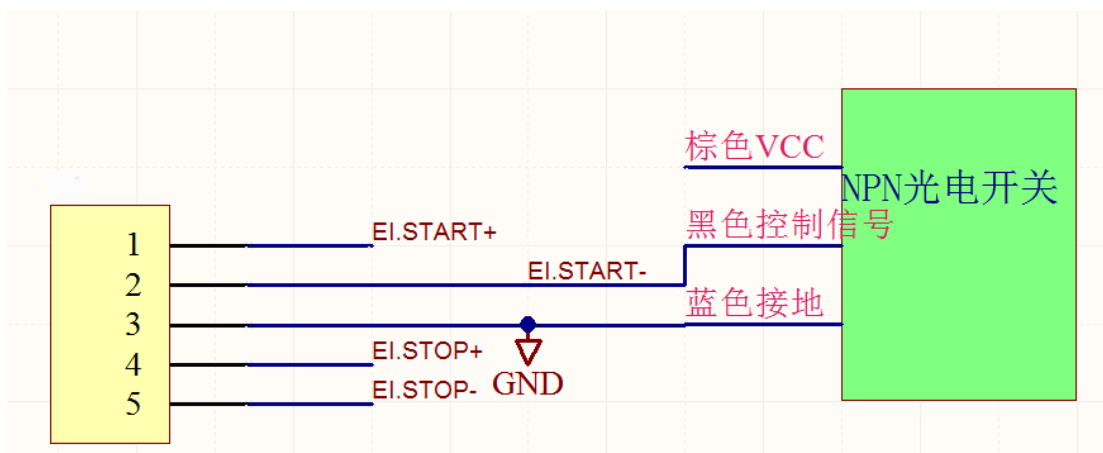 棕色VCC
NPN光电开关
黑色控制信号
1
EI.START+
2
EI.START-
蓝色接地
3
4
EI.STOP+
GND
5
EI.STOP-